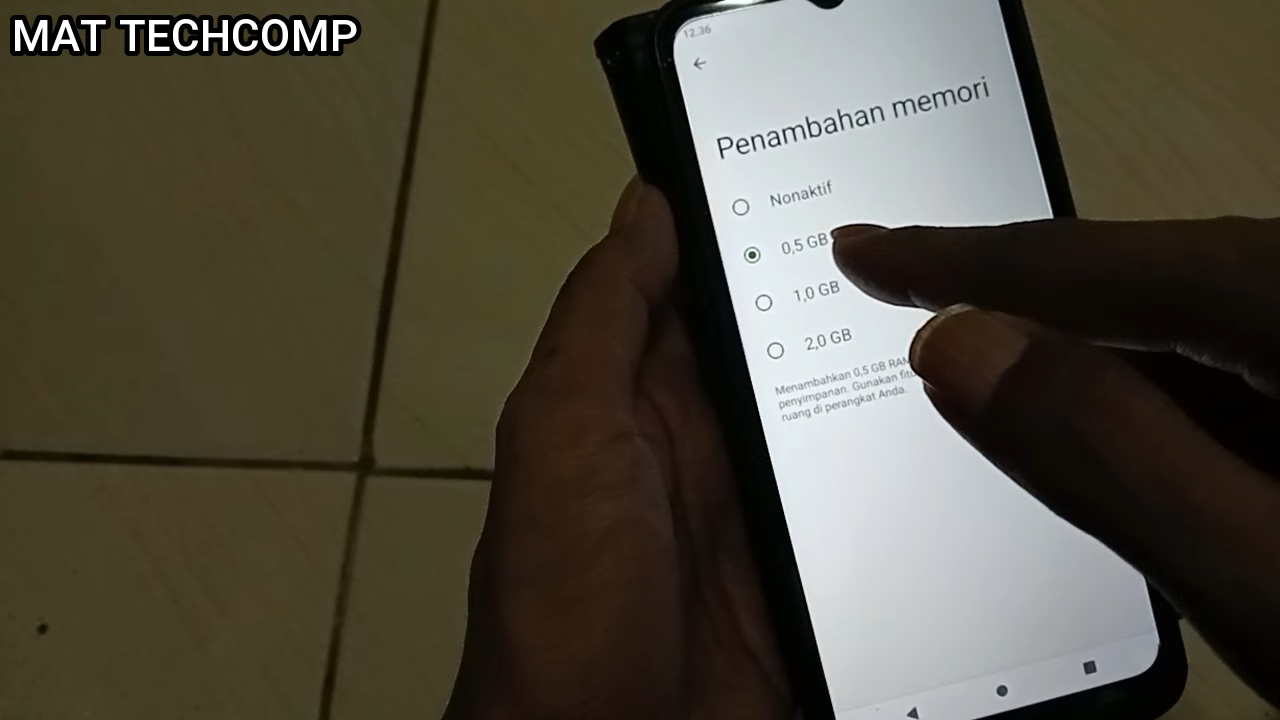 MAT TECHCOMP
12.36
Penambahan memori
Nonaktif
0,5 GB
1,0 GB
2,0 GB
Menambahkan 0,5 GB RAM
penyimpanan. Gunakan
ruang di perangkat Anda.